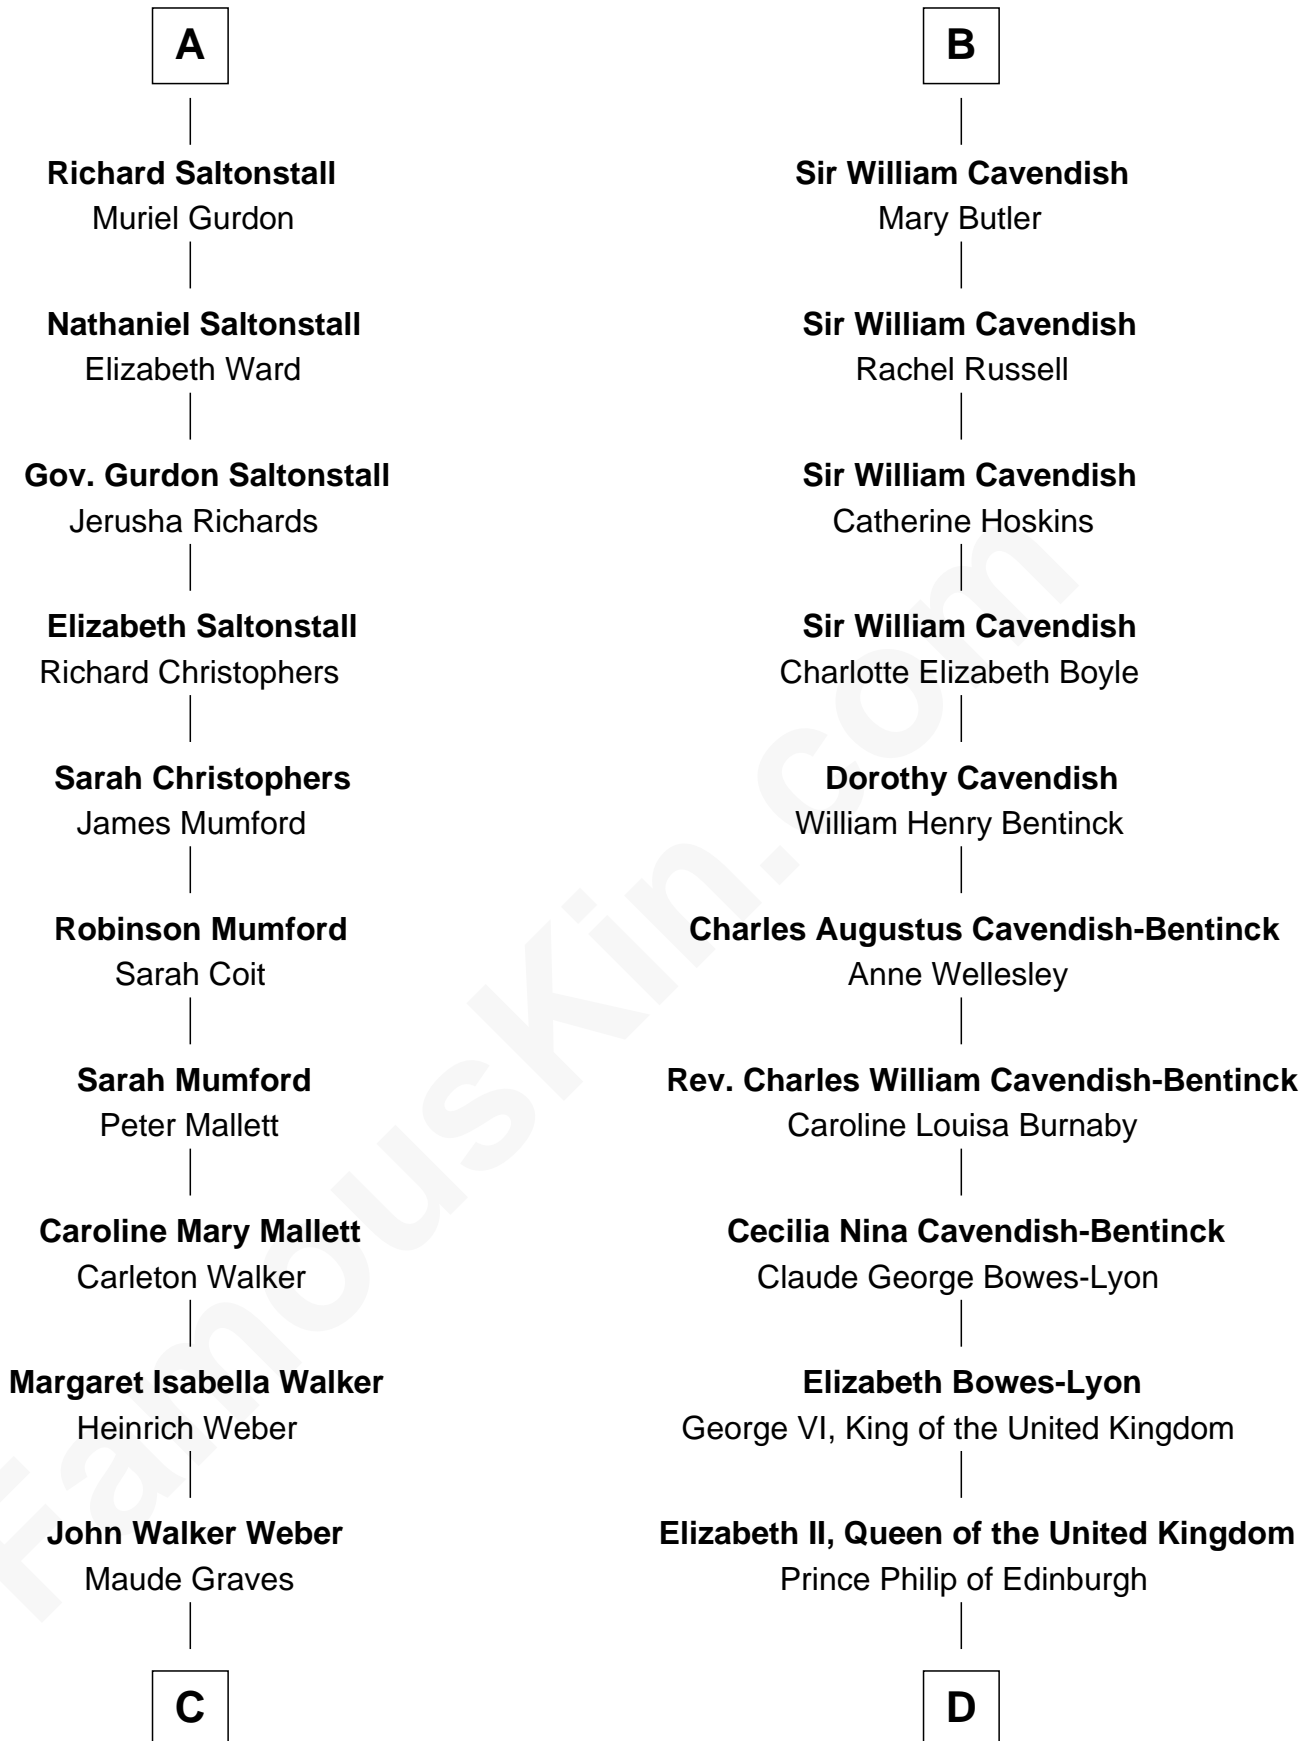 A
Richard Saltonstall
Muriel Gurdon
Nathaniel Saltonstall
Elizabeth Ward
Gov. Gurdon Saltonstall
Jerusha Richards
Elizabeth Saltonstall
Richard Christophers
Sarah Christophers
James Mumford
Robinson Mumford
Sarah Coit
Sarah Mumford
Peter Mallett
Caroline Mary Mallett
Carleton Walker
Margaret Isabella Walker
Heinrich Weber
John Walker Weber
Maude Graves
C
B
Sir William Cavendish
Mary Butler
Sir William Cavendish
Rachel Russell
Sir William Cavendish
Catherine Hoskins
Sir William Cavendish
Charlotte Elizabeth Boyle
Dorothy Cavendish
William Henry Bentinck
Charles Augustus Cavendish-Bentinck
Anne Wellesley
Rev. Charles William Cavendish-Bentinck
Caroline Louisa Burnaby
Cecilia Nina Cavendish-Bentinck
Claude George Bowes-Lyon
Elizabeth Bowes-Lyon
George VI, King of the United Kingdom
Elizabeth II, Queen of the United Kingdom
Prince Philip of Edinburgh
D
FamousKin.com